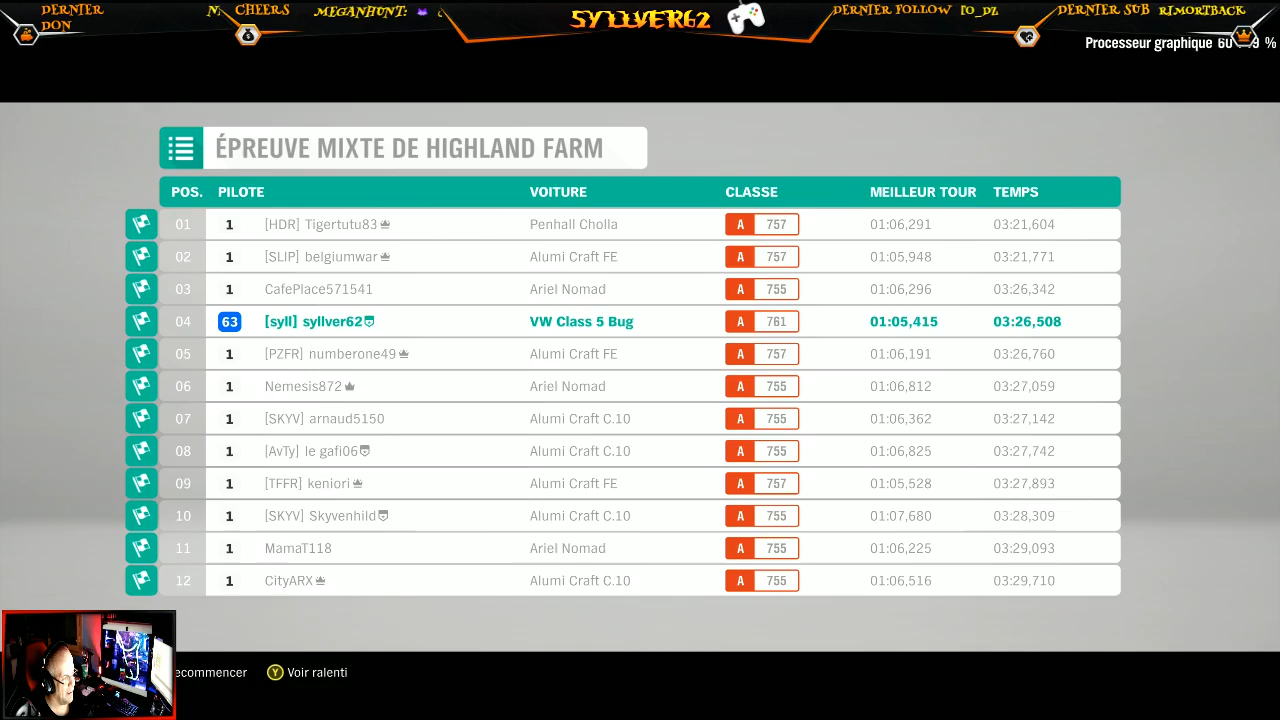 DERNIER DON
CHEERS
MEGANHUNT:
SYLLVER62
DERNIER FOLLOW
TO_DZ
DERNIER SUB
RIMORTBACK
Processeur graphique 60 %
ÉPREUVE MIXTE DE HIGHLAND FARM
POS. PILOTE VOITURE CLASSE MEILLEUR TOUR TEMPS
01 1 [HDR] Tigertutu83 Penhall Cholla A 757 01:06,291 03:21,604
02 1 [SLIP] belgiumwar Alumi Craft FE A 757 01:05,948 03:21,771
03 1 CafePlace571541 Ariel Nomad A 755 01:06,296 03:26,342
04 63 [syll] syllver62 VW Class 5 Bug A 761 01:05,415 03:26,508
05 1 [PZFR] numberone49 Alumi Craft FE A 757 01:06,191 03:26,760
06 1 Nemesis872 Ariel Nomad A 755 01:06,812 03:27,059
07 1 [SKYV] arnaud5150 Alumi Craft C.10 A 755 01:06,362 03:27,142
08 1 [AvTy] le gafi06 Alumi Craft C.10 A 755 01:06,825 03:27,742
09 1 [TFFR] keniori Alumi Craft FE A 757 01:05,528 03:27,893
10 1 [SKYV] Skyvenhild Alumi Craft C.10 A 755 01:07,680 03:28,309
11 1 MamaT118 Ariel Nomad A 755 01:06,225 03:29,093
12 1 CityARX Alumi Craft C.10 A 755 01:06,516 03:29,710
ecommencer Y Voir ralenti